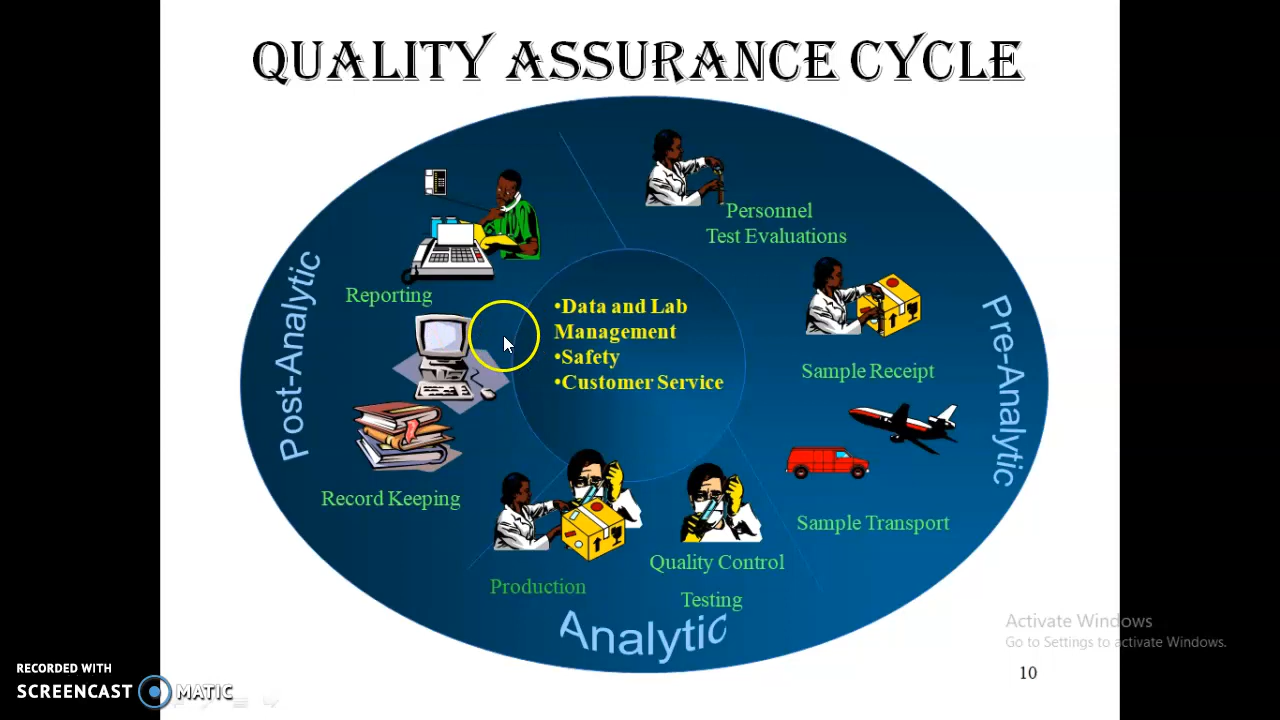 QUALITY ASSURANCE CYCLE
Personnel
Test Evaluations
Reporting
•Data and Lab
Management
•Safety
•Customer Service
Post-Analytic
Pre-Analytic
Sample Receipt
Record Keeping
Sample Transport
Quality Control
Production
Testing
Analytic
Activate Windows
Go to Settings to activate Windows.
10
RECORDED WITH
SCREENCAST MATIC